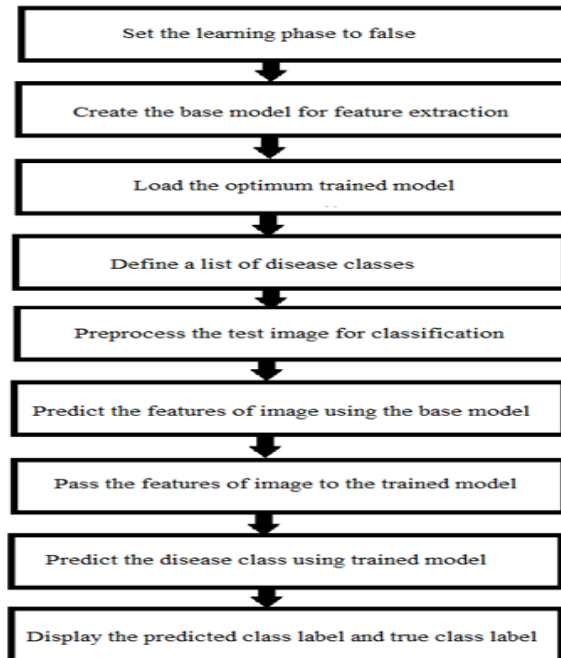 Set the learning phase to false
Create the base model for feature extraction
Load the optimum trained model
Define a list of disease classes
Preprocess the test image for classification
Predict the features of image using the base model
Pass the features of image to the trained model
Predict the disease class using trained model
Display the predicted class label and true class label